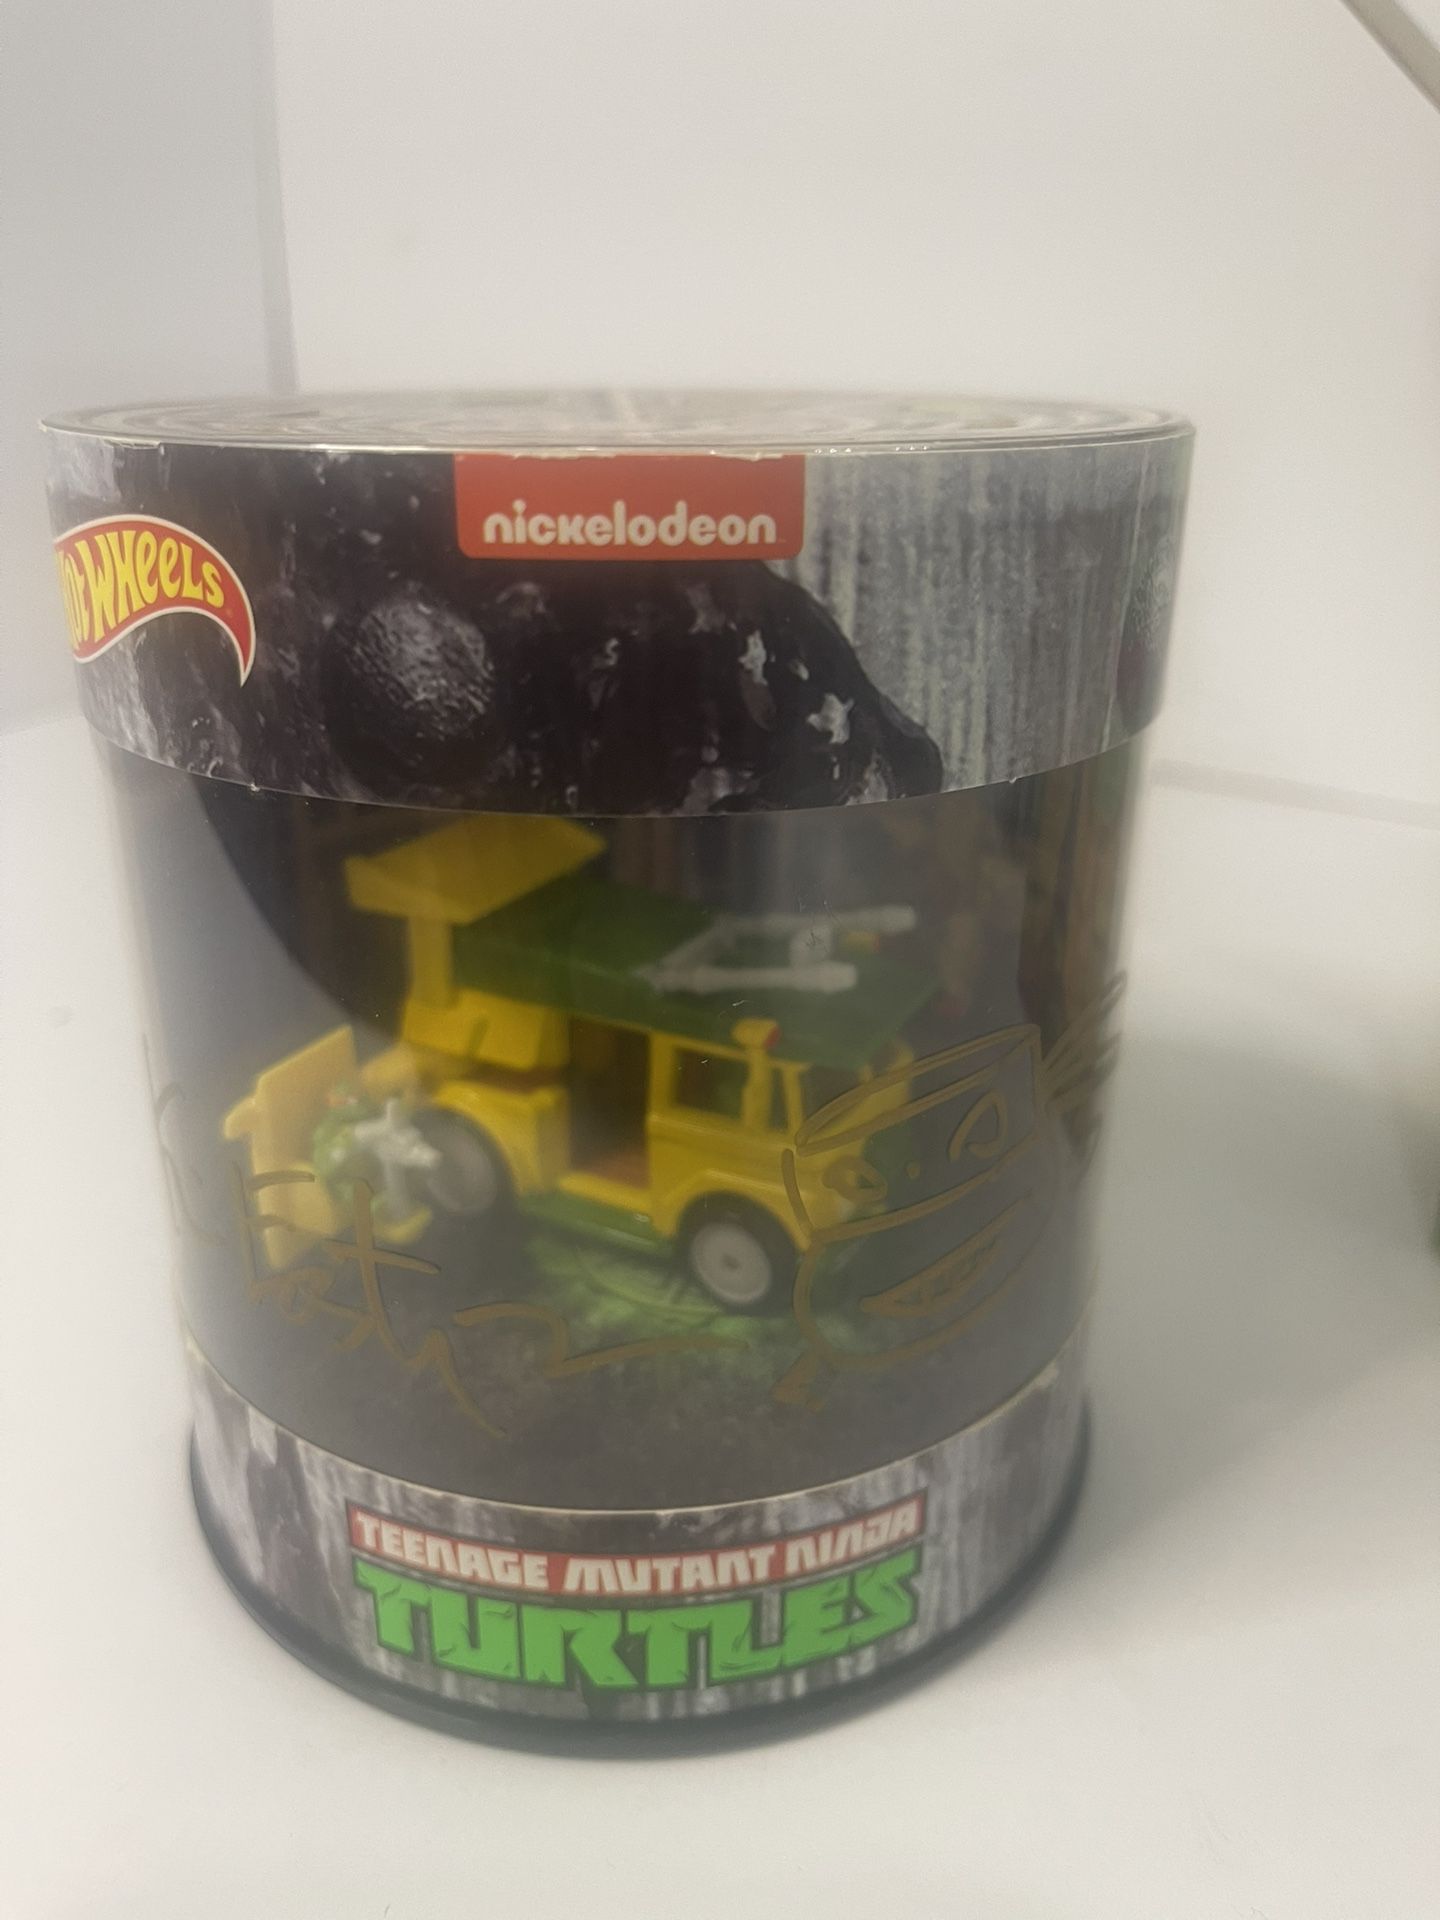 nickelodeon
HOT WHEELS
TEENAGE MUTANT NINJA
TURTLES